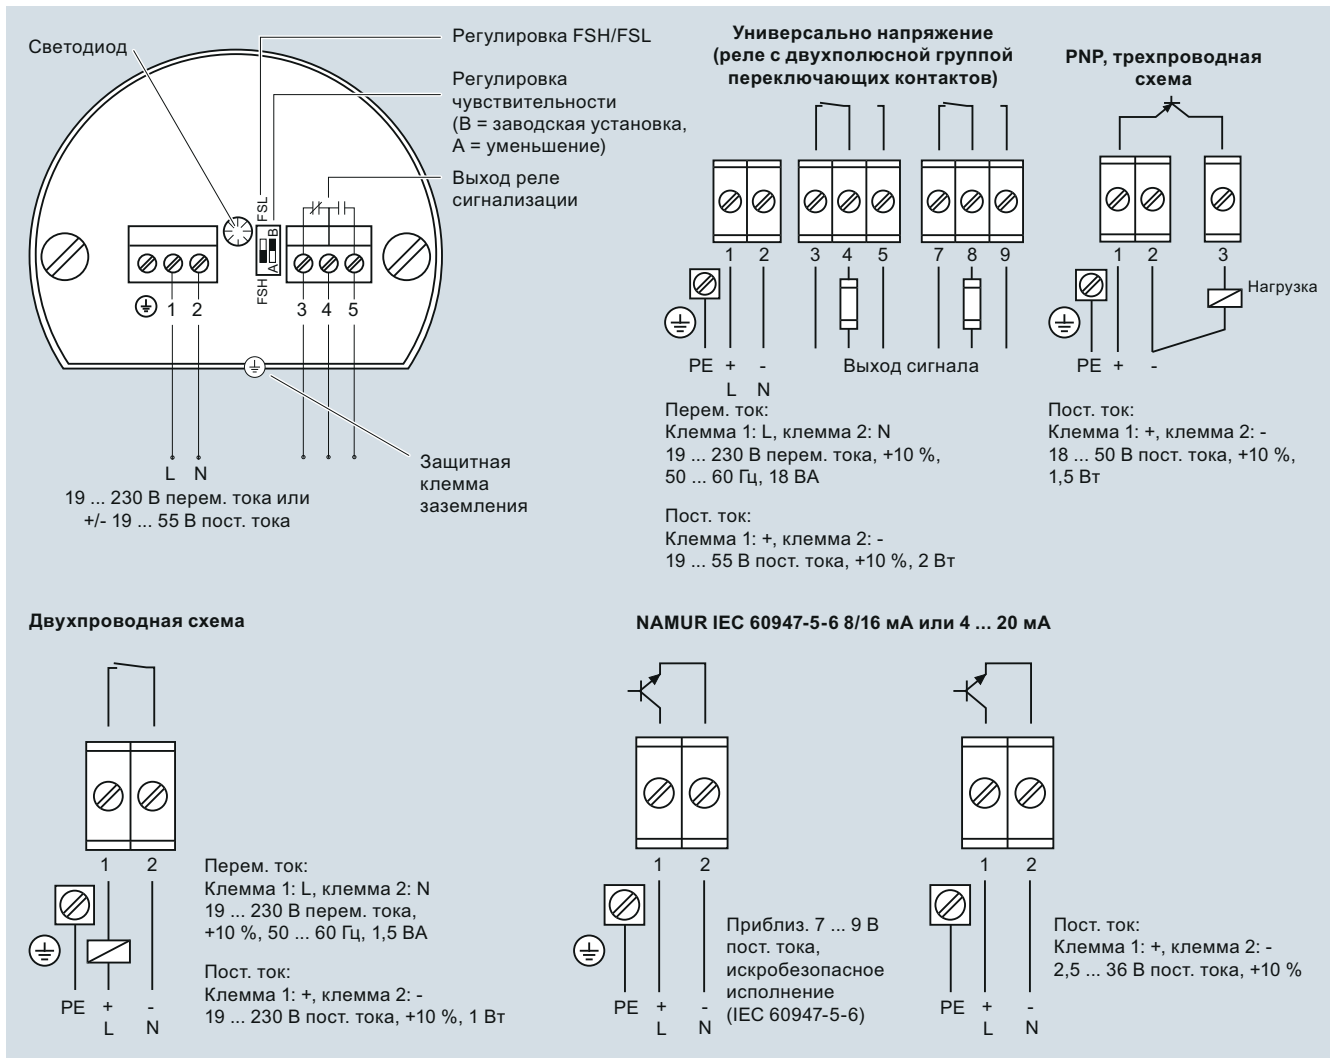 Светодиод
Регулировка FSH/FSL
Регулировка
чувствительности
(B = заводская установка,
A = уменьшение)
Выход реле
сигнализации
FSL
B
A
FSH
1 2
3 4 5
L N
19 ... 230 В перем. тока или
+/- 19 ... 55 В пост. тока
Защитная
клемма
заземления
Универсально напряжение
(реле с двухполюсной группой
переключающих контактов)
1 2 3 4 5 7 8 9
PE + -
L N
Выход сигнала
Перем. ток:
Клемма 1: L, клемма 2: N
19 ... 230 В перем. тока, +10 %,
50 ... 60 Гц, 18 ВА
Пост. ток:
Клемма 1: +, клемма 2: -
19 ... 55 В пост. тока, +10 %, 2 Вт
PNP, трехпроводная
схема
1 2 3
Нагрузка
PE + -
Пост. ток:
Клемма 1: +, клемма 2: -
18 ... 50 В пост. тока, +10 %,
1,5 Вт
Двухпроводная схема
1 2
PE + -
L N
Перем. ток:
Клемма 1: L, клемма 2: N
19 ... 230 В перем. тока,
+10 %, 50 ... 60 Гц, 1,5 ВА
Пост. ток:
Клемма 1: +, клемма 2: -
19 ... 230 В пост. тока, +10 %, 1 Вт
NAMUR IEC 60947-5-6 8/16 мА или 4 ... 20 мА
1 2
PE + -
L N
Приблиз. 7 ... 9 В
пост. тока,
искробезопасное
исполнение
(IEC 60947-5-6)
1 2
PE + -
L N
Пост. ток:
Клемма 1: +, клемма 2: -
2,5 ... 36 В пост. тока, +10 %